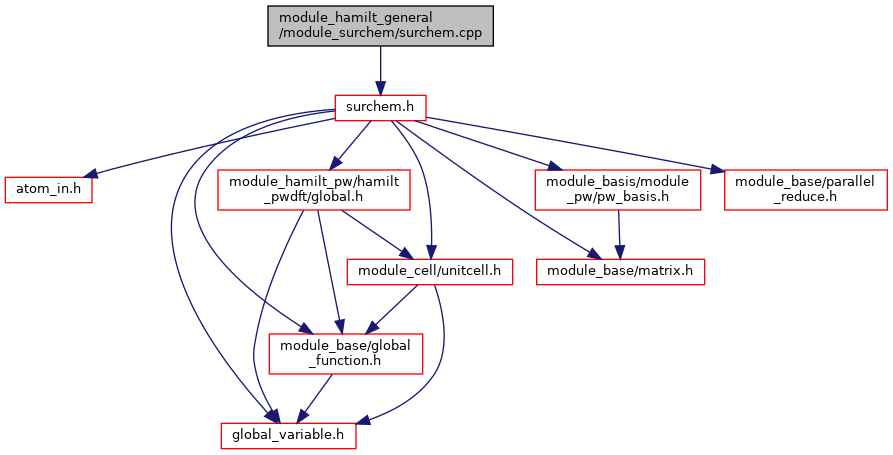 module_hamilt_general
/module_surchem/surchem.cpp
surchem.h
atom_in.h
module_hamilt_pw/hamilt
_pwdft/global.h
module_basis/module
_pw/pw_basis.h
module_base/parallel
_reduce.h
module_cell/unitcell.h
module_base/matrix.h
module_base/global
_function.h
global_variable.h